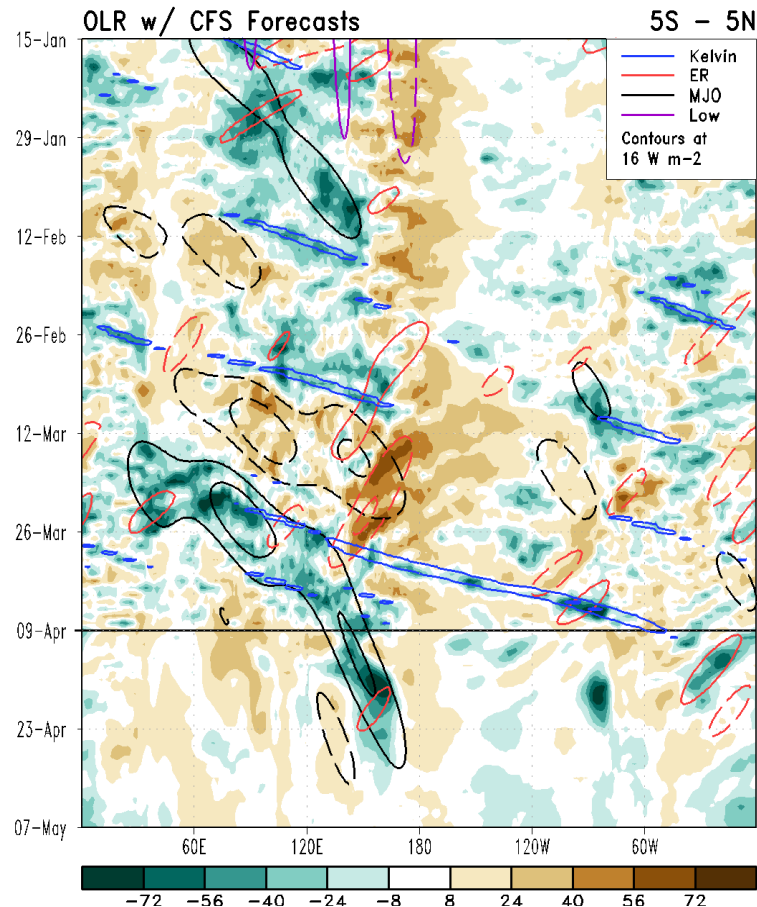 OLR w/ CFS Forecasts 5S - 5N
15-Jan
29-Jan
12-Feb
26-Feb
12-Mar
26-Mar
09-Apr
23-Apr
07-May
Kelvin
ER
MJO
Low
Contours at
16 W m-2
60E 120E 180 120W 60W
-72 -56 -40 -24 -8 8 24 40 56 72